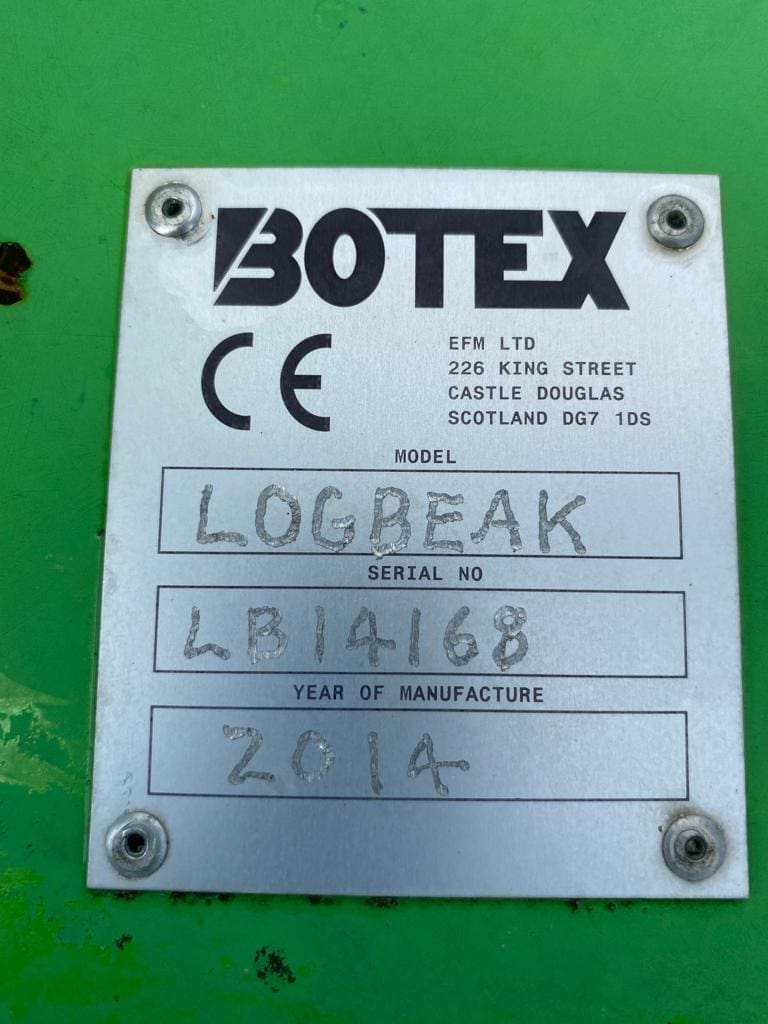 BOTEX
CE
EFM LTD
226 KING STREET
CASTLE DOUGLAS
SCOTLAND DG7 1DS
MODEL
LOGBEAK
SERIAL NO
LB14168
YEAR OF MANUFACTURE
2014